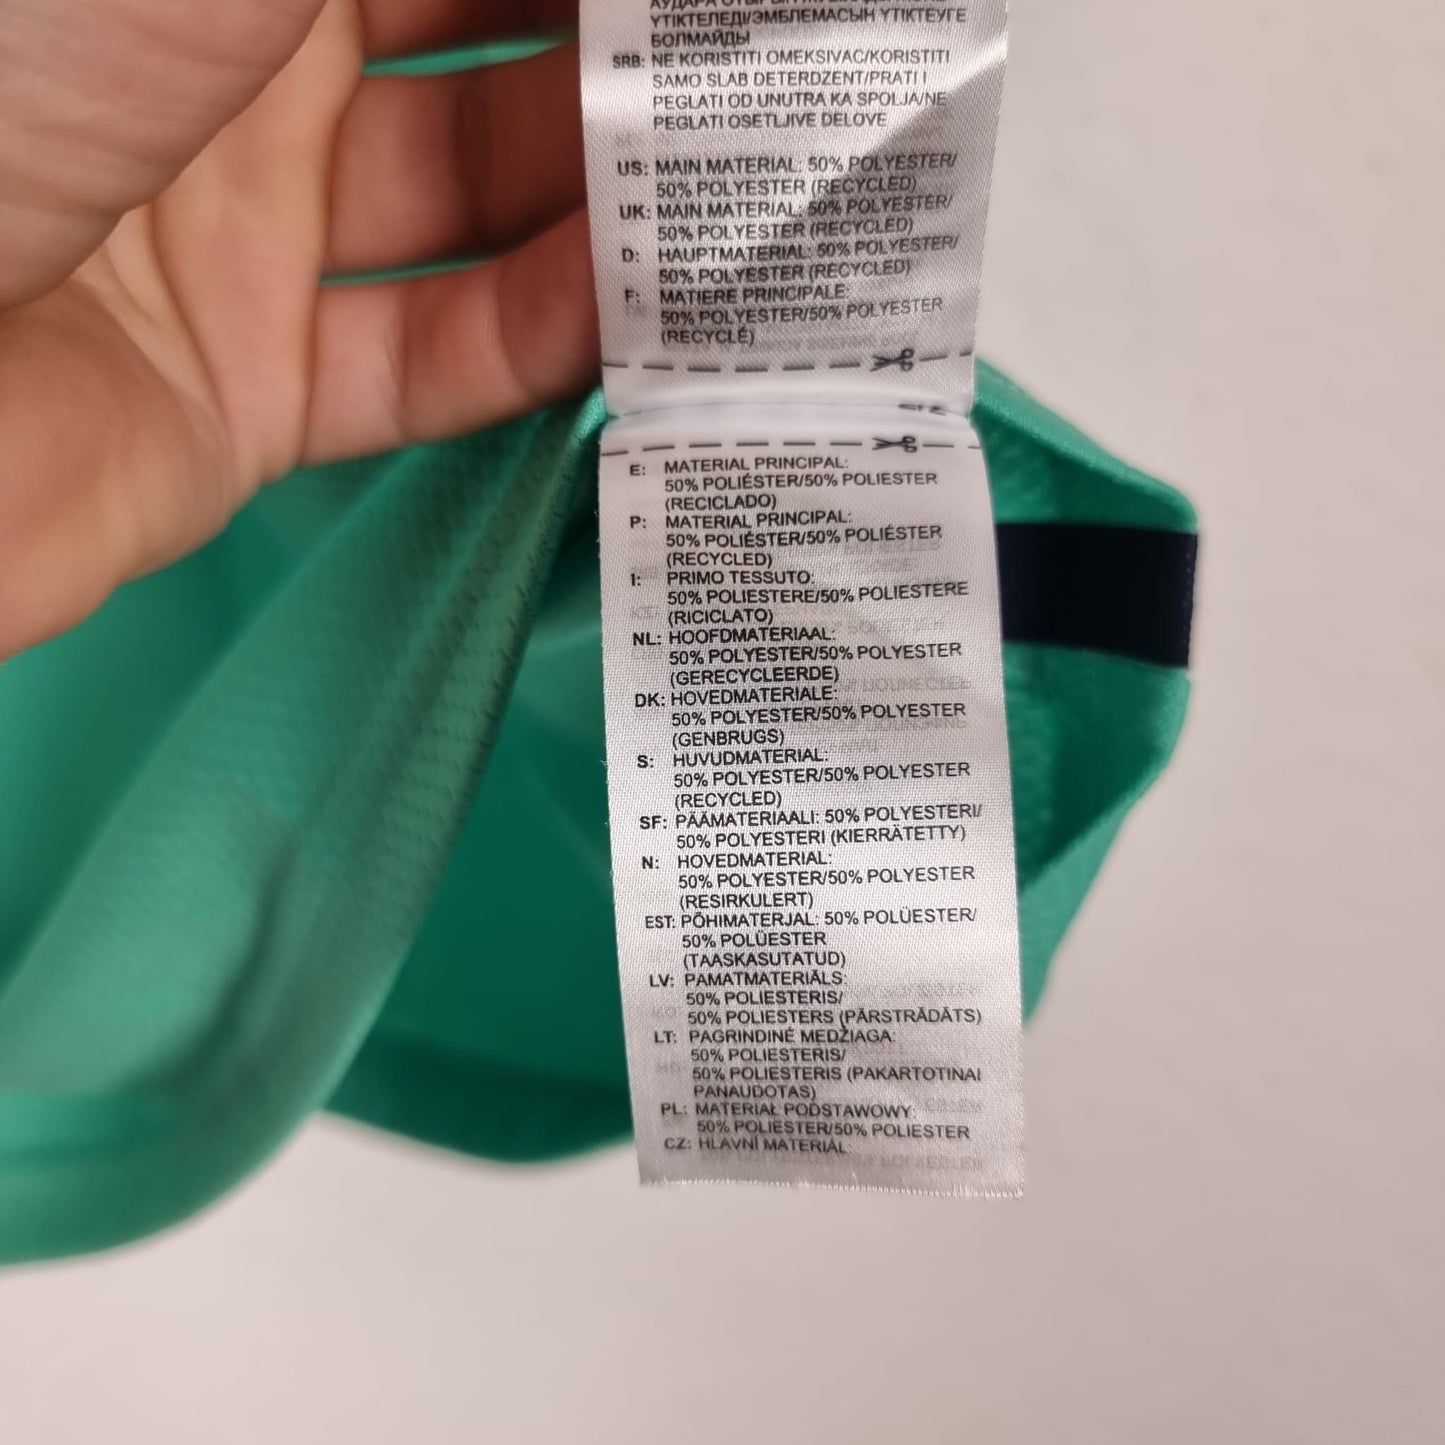 ҮТІКТЕЛЕДІ/ЭМБЛЕМАСЫН ҮТІКТЕУГЕ
БОЛМАЙДЫ
SRB: NE KORISTITI OMEKSIVAC/KORISTITI
SAMO SLAB DETERDZENT/PRATI I
PEGLATI OD UNUTRA KA SPOLJA/NE
PEGLATI OSETLJIVE DELOVE
US: MAIN MATERIAL: 50% POLYESTER/
50% POLYESTER (RECYCLED)
UK: MAIN MATERIAL: 50% POLYESTER/
50% POLYESTER (RECYCLED)
D: HAUPTMATERIAL: 50% POLYESTER/
50% POLYESTER (RECYCLED)
F: MATIERE PRINCIPALE:
50% POLYESTER/50% POLYESTER
(RECYCLÉ)
E: MATERIAL PRINCIPAL:
50% POLIÉSTER/50% POLIESTER
(RECICLADO)
P: MATERIAL PRINCIPAL:
50% POLIÉSTER/50% POLIÉSTER
(RECYCLED)
I: PRIMO TESSUTO:
50% POLIESTERE/50% POLIESTERE
(RICICLATO)
NL: HOOFDMATERIAAL:
50% POLYESTER/50% POLYESTER
(GERECYCLEERDE)
DK: HOVEDMATERIALE:
50% POLYESTER/50% POLYESTER
(GENBRUGS)
S: HUVUDMATERIAL:
50% POLYESTER/50% POLYESTER
(RECYCLED)
SF: PÄÄMATERIAALI: 50% POLYESTERI/
50% POLYESTERI (KIERRÄTETTY)
N: HOVEDMATERIAL:
50% POLYESTER/50% POLYESTER
(RESIRKULERT)
EST: PÕHIMATERJAL: 50% POLÜESTER/
50% POLÜESTER
(TAASKASUTATUD)
LV: PAMATMATERIĀLS:
50% POLIESTERIS/
50% POLIESTERS (PĀRSTRĀDĀTS)
LT: PAGRINDINĖ MEDŽIAGA:
50% POLIESTERIS/
50% POLIESTERIS (PAKARTOTINAI
PANAUDOTAS)
PL: MATERIAŁ PODSTAWOWY:
50% POLIESTER/50% POLIESTER
CZ: HLAVNÍ MATERIÁL: